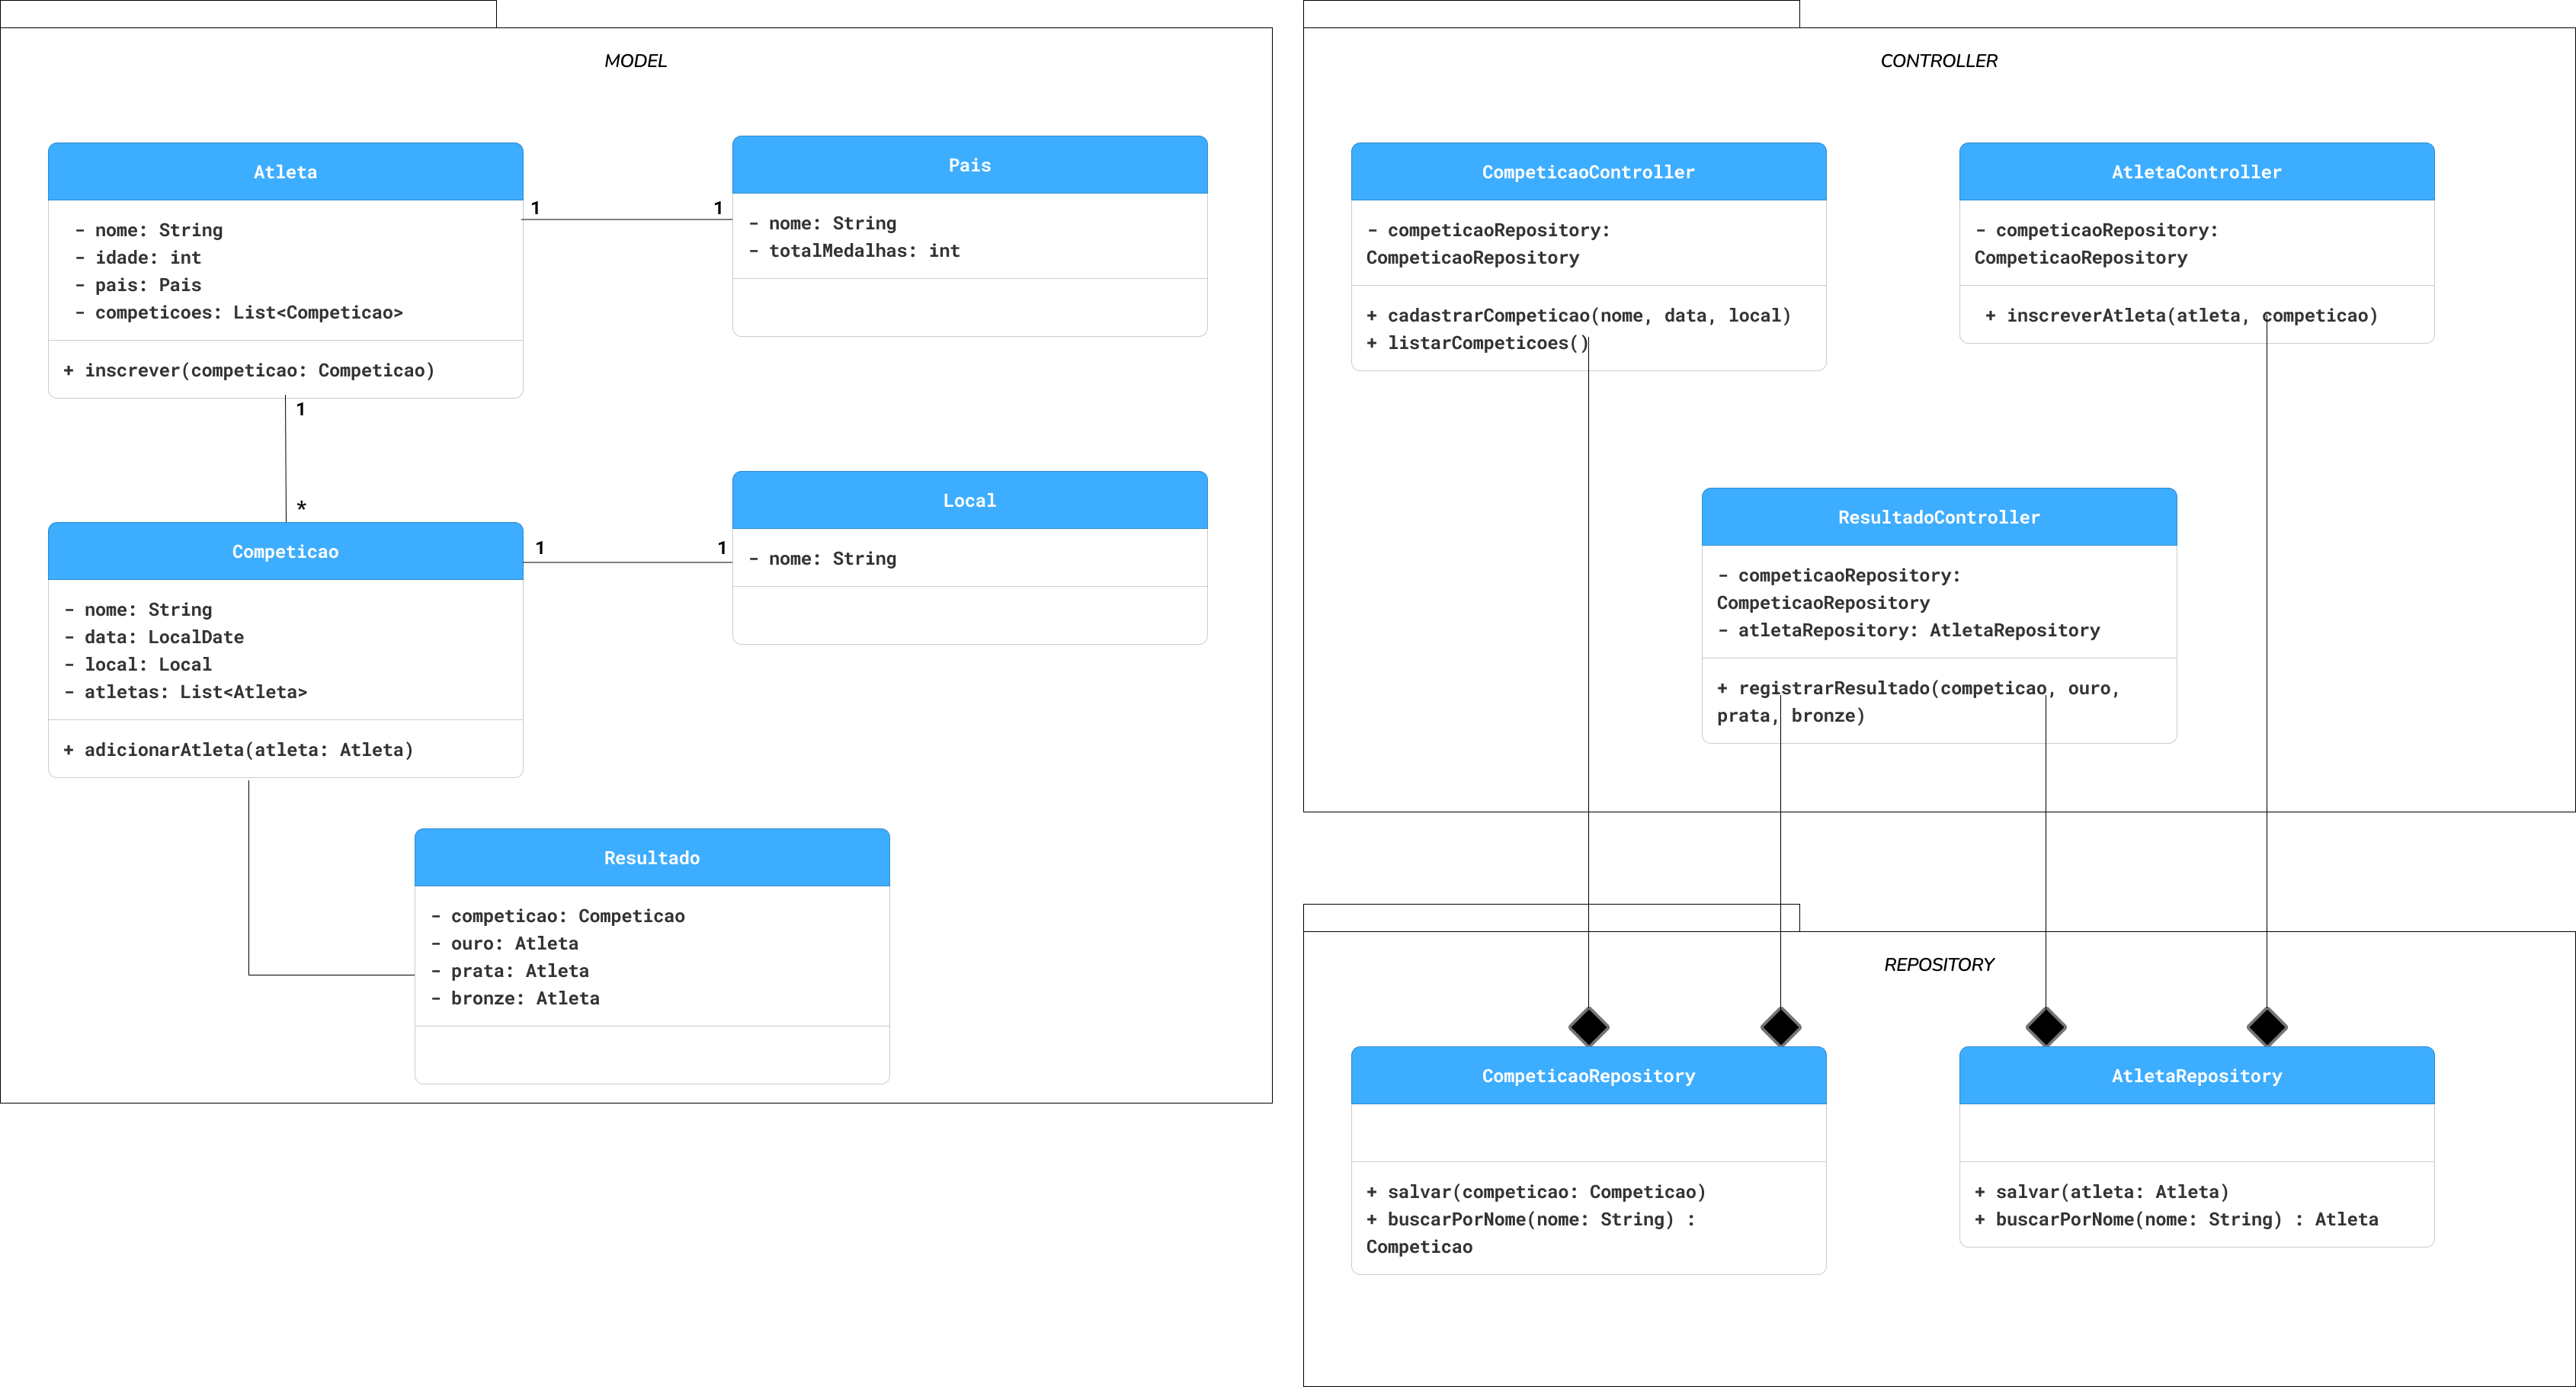 MODEL
Atleta
- nome: String
- idade: int
- pais: Pais
- competicoes: List<Competicao>
+ inscrever(competicao: Competicao)
1
1
Pais
- nome: String
- totalMedalhas: int
1
*
Competicao
- nome: String
- data: LocalDate
- local: Local
- atletas: List<Atleta>
+ adicionarAtleta(atleta: Atleta)
1
1
Local
- nome: String
Resultado
- competicao: Competicao
- ouro: Atleta
- prata: Atleta
- bronze: Atleta
CONTROLLER
CompeticaoController
- competicaoRepository:
CompeticaoRepository
+ cadastrarCompeticao(nome, data, local)
+ listarCompeticoes()
AtletaController
- competicaoRepository:
CompeticaoRepository
+ inscreverAtleta(atleta, competicao)
ResultadoController
- competicaoRepository:
CompeticaoRepository
- atletaRepository: AtletaRepository
+ registrarResultado(competicao, ouro,
prata, bronze)
REPOSITORY
CompeticaoRepository
+ salvar(competicao: Competicao)
+ buscarPorNome(nome: String) :
Competicao
AtletaRepository
+ salvar(atleta: Atleta)
+ buscarPorNome(nome: String) : Atleta